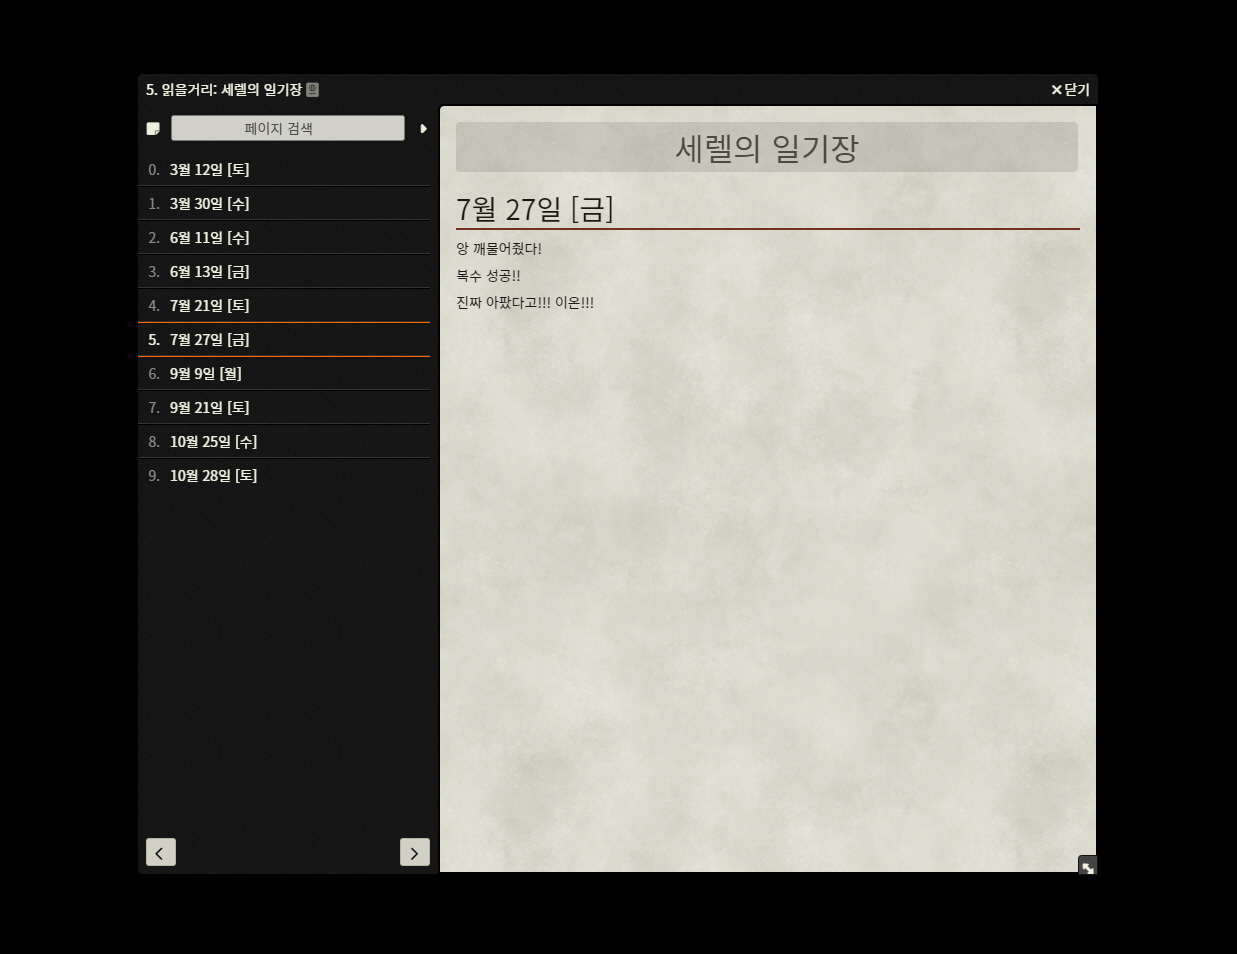 5. 읽을거리: 세렐의 일기장
닫기
페이지 검색
0. 3월 12일 [토]
1. 3월 30일 [수]
2. 6월 11일 [수]
3. 6월 13일 [금]
4. 7월 21일 [토]
5. 7월 27일 [금]
6. 9월 9일 [월]
7. 9월 21일 [토]
8. 10월 25일 [수]
9. 10월 28일 [토]
세렐의 일기장
7월 27일 [금]
앙 깨물어줬다!
복수 성공!!
진짜 아팠다고!!! 이온!!!